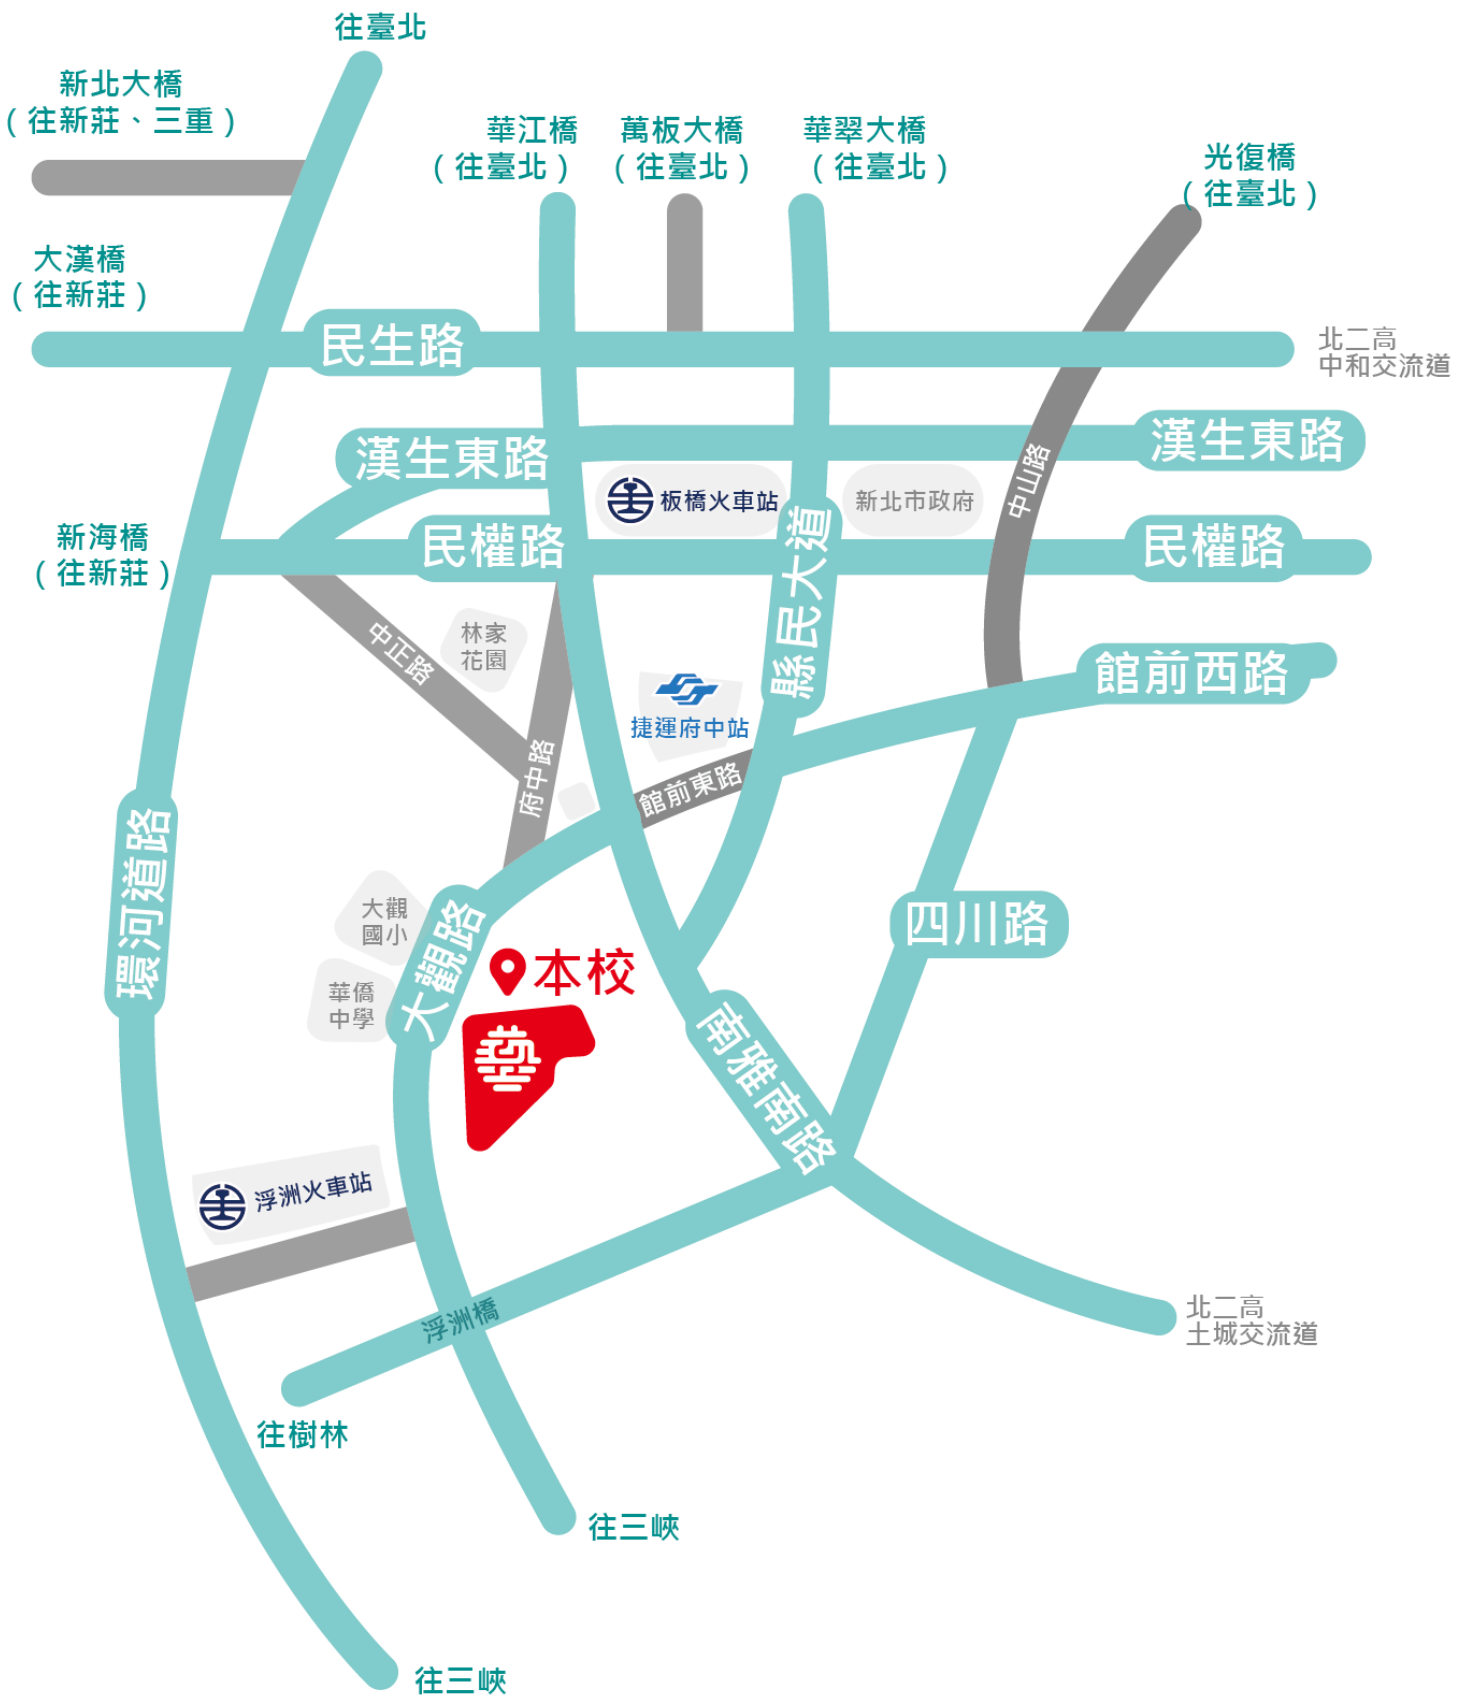 往臺北
新北大橋
（往新莊、三重）
華江橋
（往臺北）
萬板大橋
（往臺北）
華翠大橋
（往臺北）
光復橋
（往臺北）
大漢橋
（往新莊）
民生路
北二高
中和交流道
漢生東路
漢生東路
中山路
板橋火車站
新北市政府
新海橋
（往新莊）
民權路
縣民大道
民權路
林家
花園
中正路
館前西路
捷運府中站
府中路
館前東路
環河道路
大觀
國小
大觀路
四川路
本校
華僑
中學
藝
南雅南路
浮洲火車站
浮洲橋
北二高
土城交流道
往樹林
往三峽
往三峽